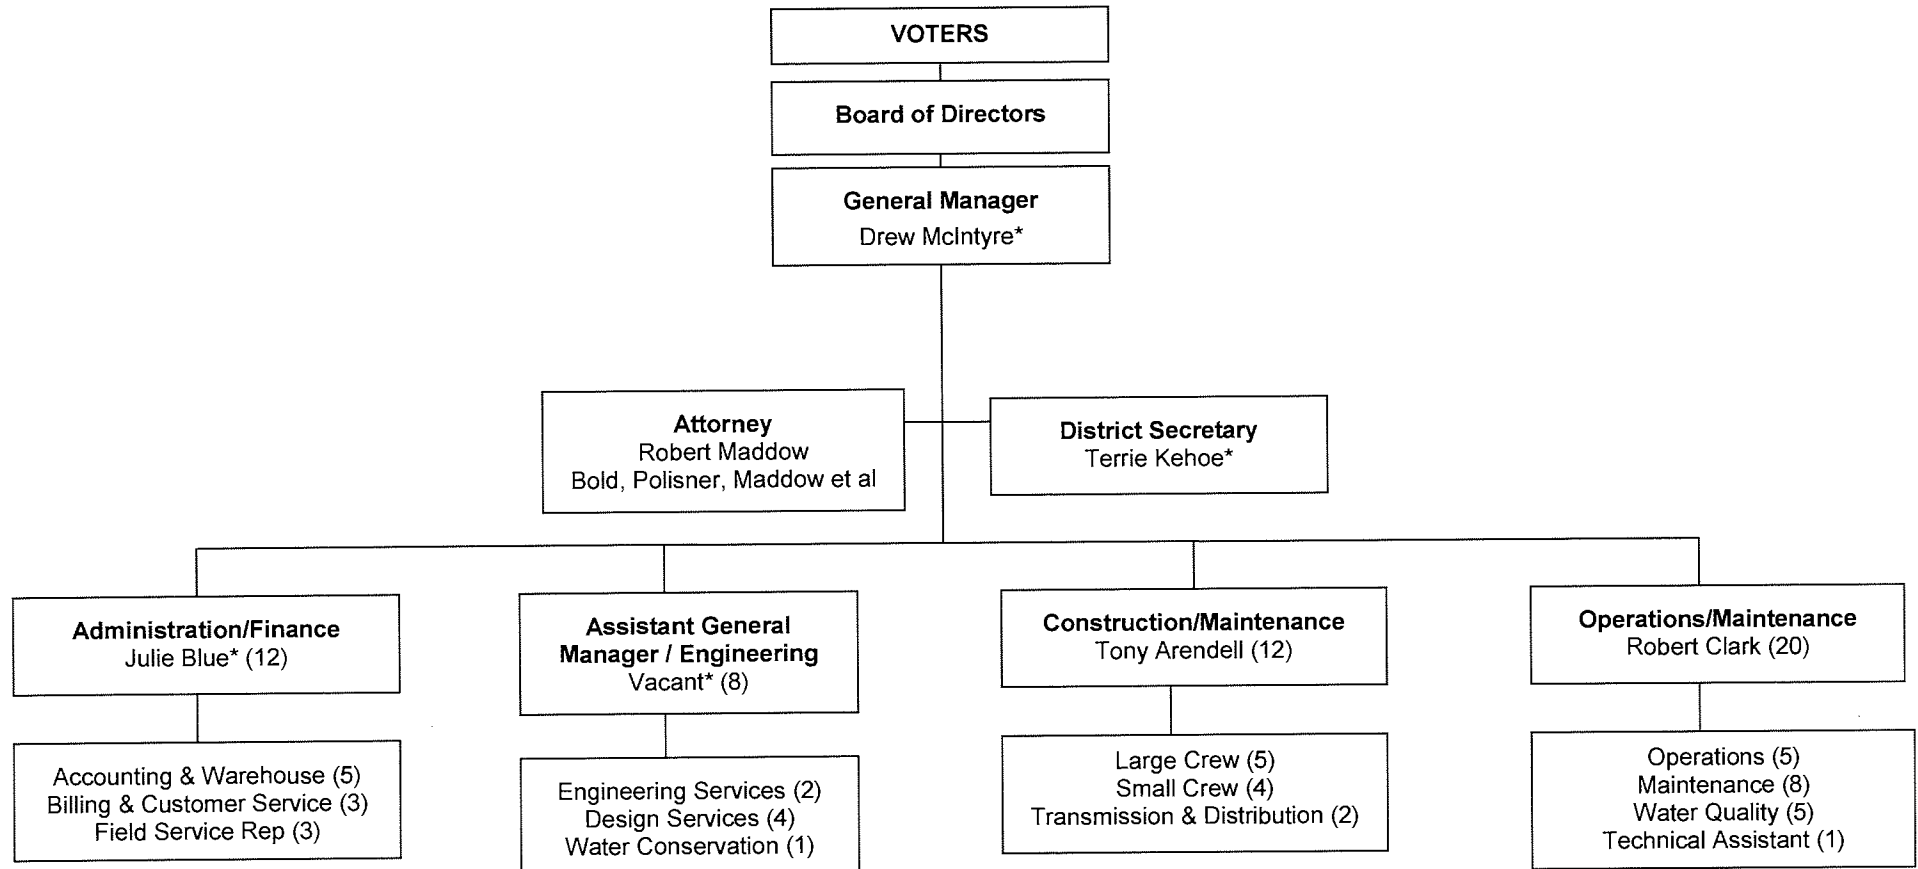 VOTERS
Board of Directors
General Manager
Drew McIntyre*
Attorney
Robert Maddow
Bold, Polisner, Maddow et al
District Secretary
Terrie Kehoe*
Administration/Finance
Julie Blue* (12)
Assistant General
Manager / Engineering
Vacant* (8)
Construction/Maintenance
Tony Arendell (12)
Operations/Maintenance
Robert Clark (20)
Accounting & Warehouse (5)
Billing & Customer Service (3)
Field Service Rep (3)
Engineering Services (2)
Design Services (4)
Water Conservation (1)
Large Crew (5)
Small Crew (4)
Transmission & Distribution (2)
Operations (5)
Maintenance (8)
Water Quality (5)
Technical Assistant (1)